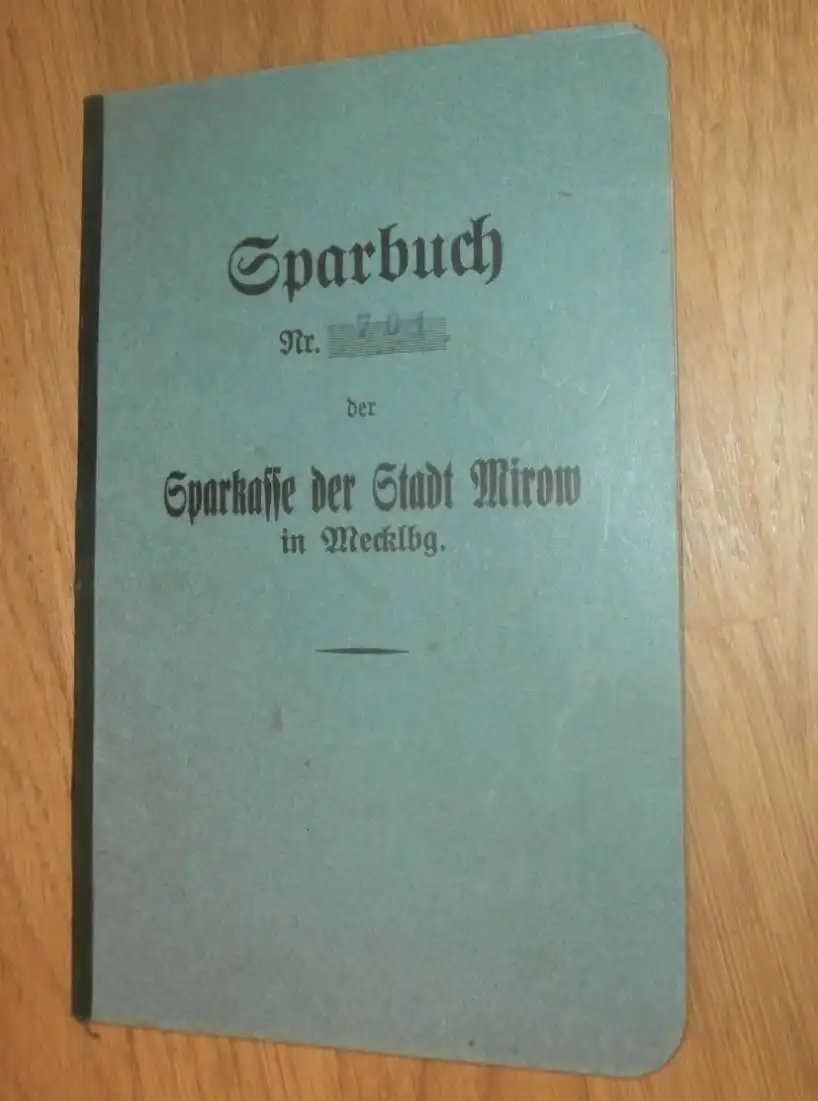 Sparbuch
Nr. 701
der
Sparkasse der Stadt Mirow
in Mecklbg.